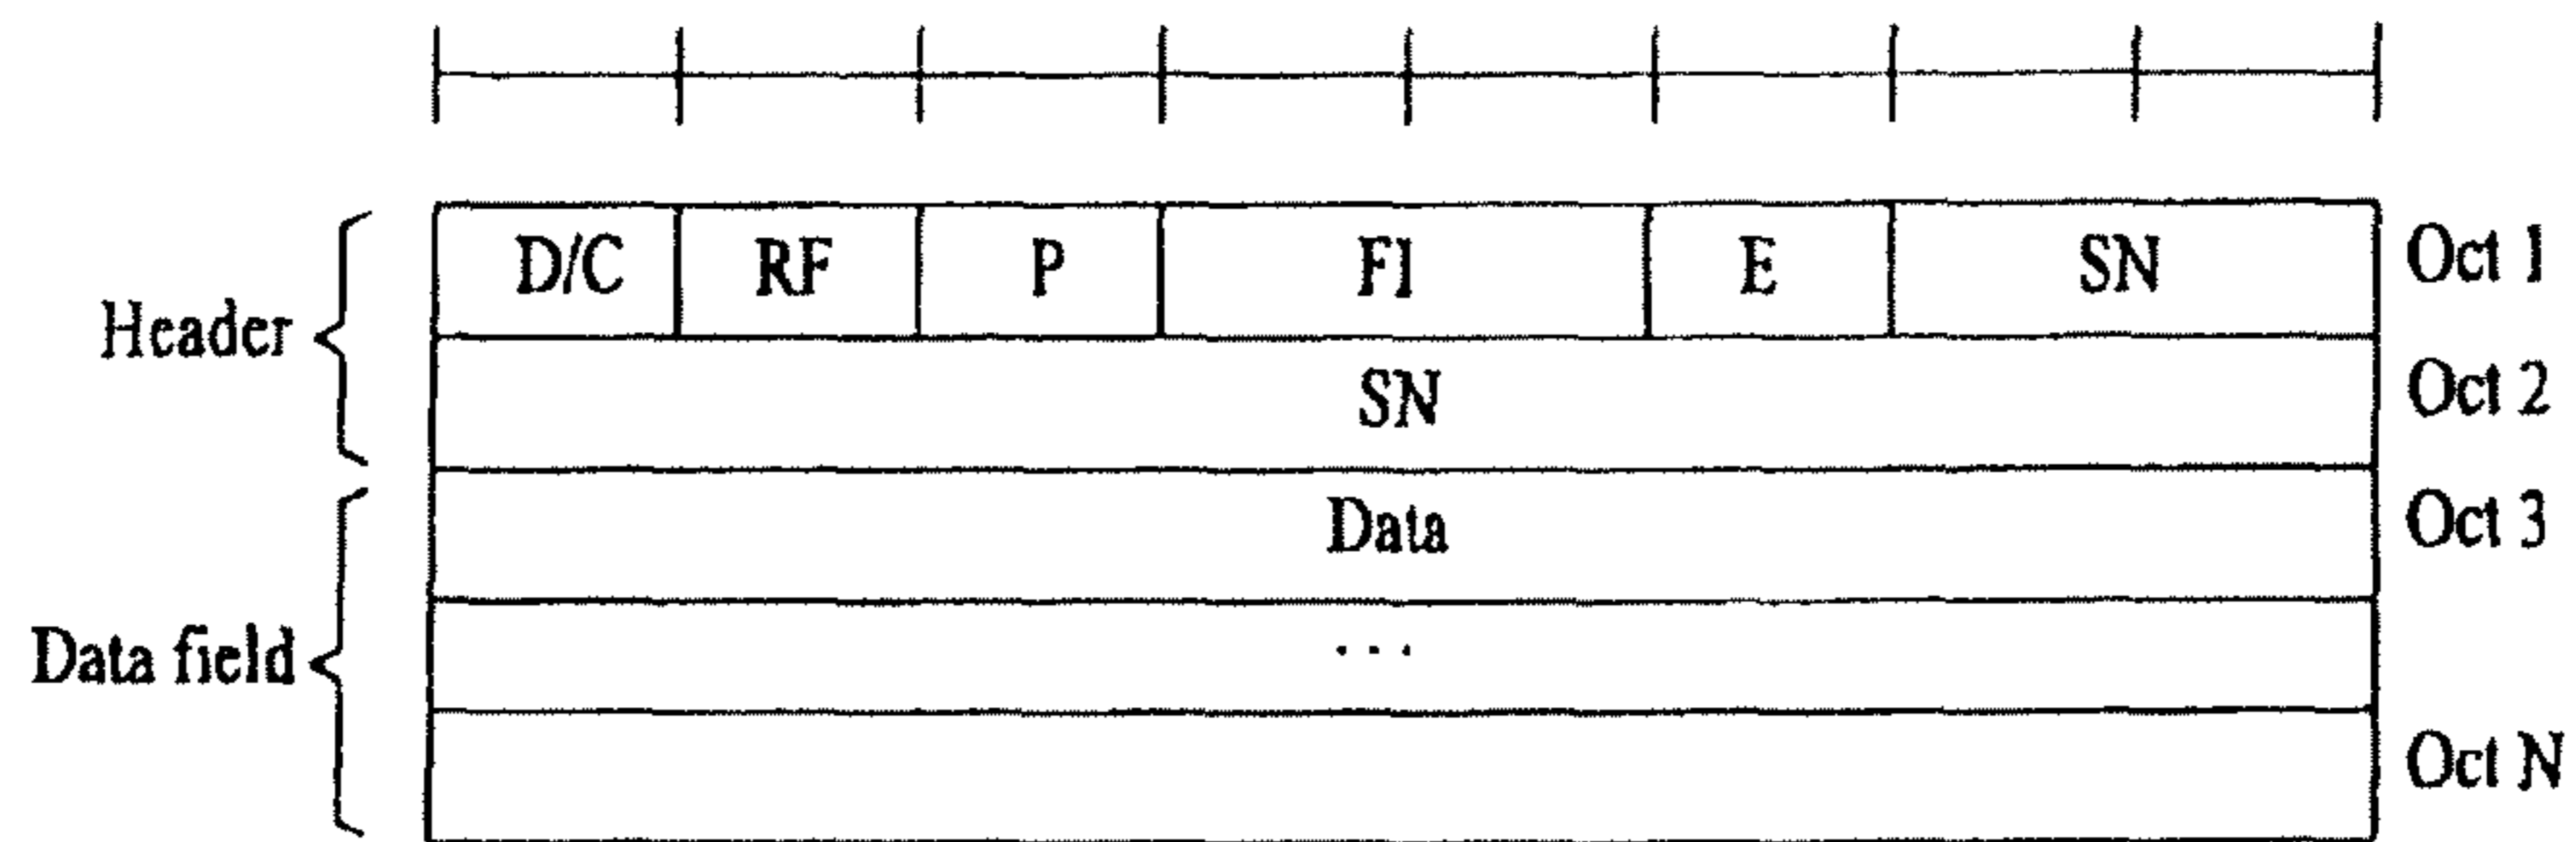 D/C RF P FI E SN Oct 1
Header
SN Oct 2
Data Oct 3
Data field
. . .
Oct N